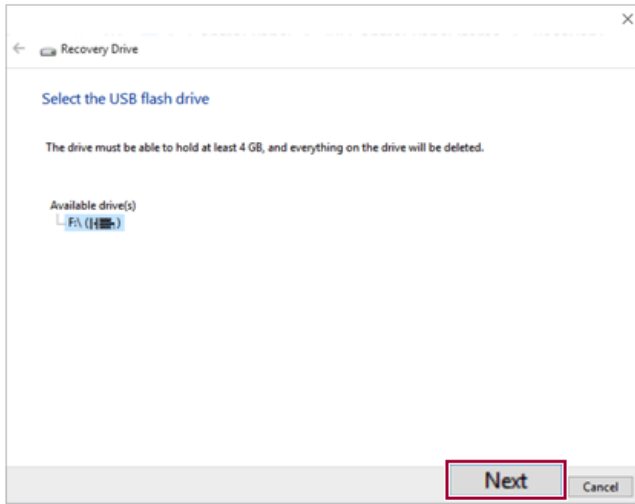 Recovery Drive
Select the USB flash drive
The drive must be able to hold at least 4 GB, and everything on the drive will be deleted.
Available drive(s)
F:\
Next
Cancel